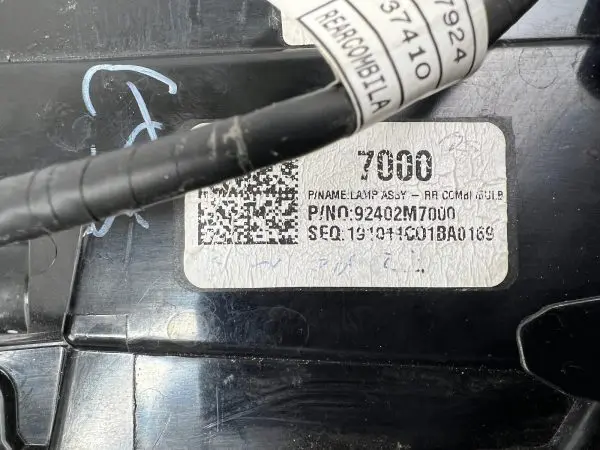 7924
37410
REARCOMBILA
7000
P/NAME:LAMP ASSY - RR COMBI (BULB
P/NO:92402M7000
SEQ:191011C01BA0169